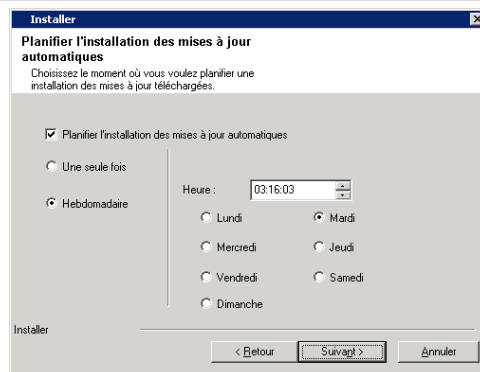 Installer
Planifier l'installation des mises à jour
automatiques
Choisissez le moment où vous voulez planifier une
installation des mises à jour téléchargées.
Planifier l'installation des mises à jour automatiques
Une seule fois
Hebdomadaire
Heure : 03:16:03
Lundi Mardi
Mercredi Jeudi
Vendredi Samedi
Dimanche
Installer
< Retour Suivant > Annuler